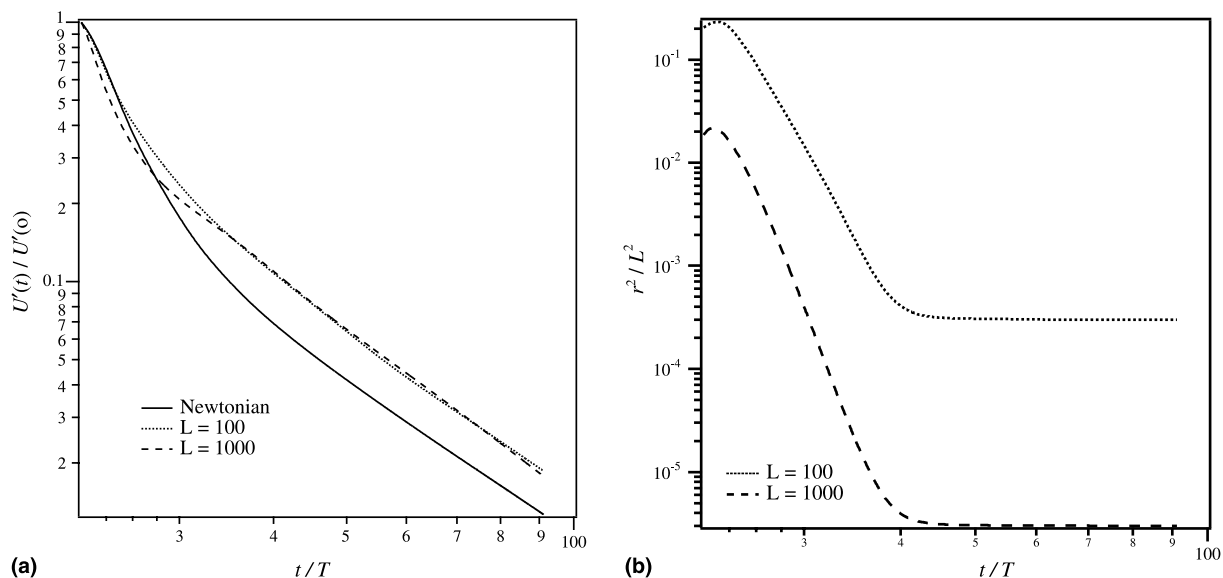 1
9
8
7
6
5
4
3
2
0.1
9
8
7
6
5
4
3
2
U'(t) / U'(o)
Newtonian
L = 100
L = 1000
3 4 5 6 7 8 9 100
t / T
(a)
10⁻¹
10⁻²
10⁻³
10⁻⁴
10⁻⁵
r² / L²
L = 100
L = 1000
3 4 5 6 7 8 9 100
t / T
(b)